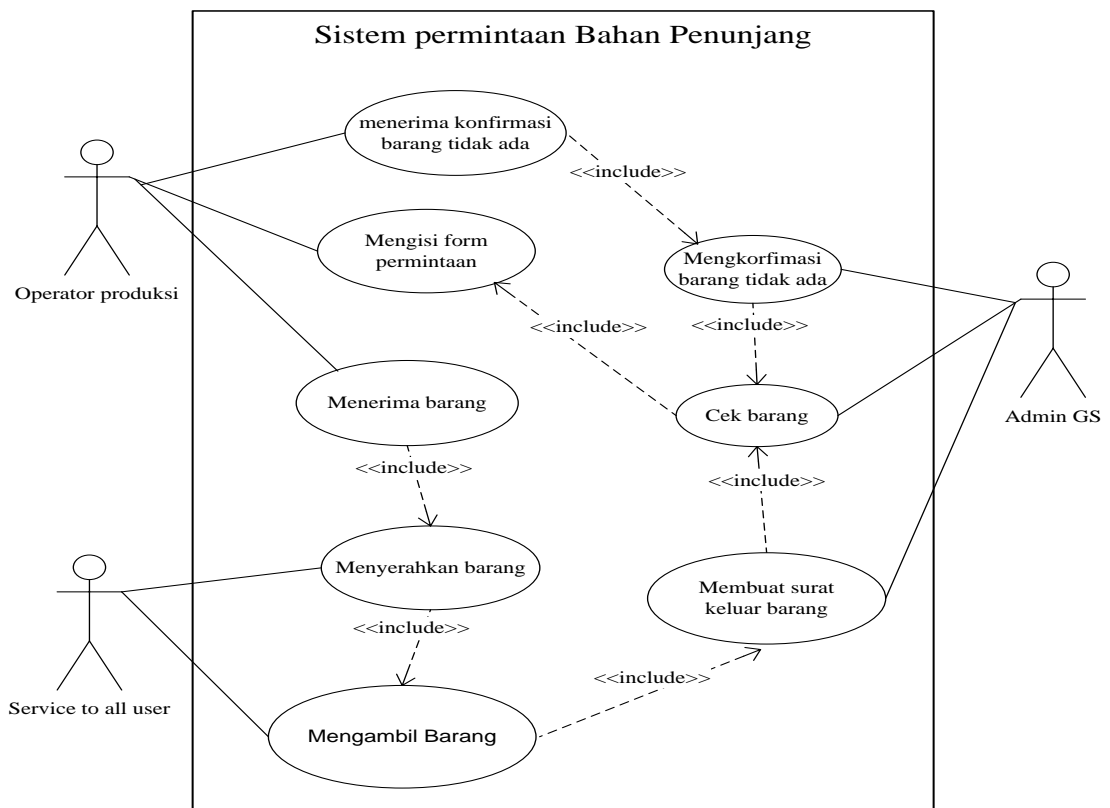 Sistem permintaan Bahan Penunjang
menerima konfirmasi
barang tidak ada
<<include>>
Mengisi form
permintaan
Mengkorfimasi
barang tidak ada
Operator produksi
<<include>>
<<include>>
Menerima barang
Cek barang
Admin GS
<<include>>
<<include>>
Menyerahkan barang
Membuat surat
keluar barang
<<include>>
<<include>>
Service to all user
Mengambil Barang